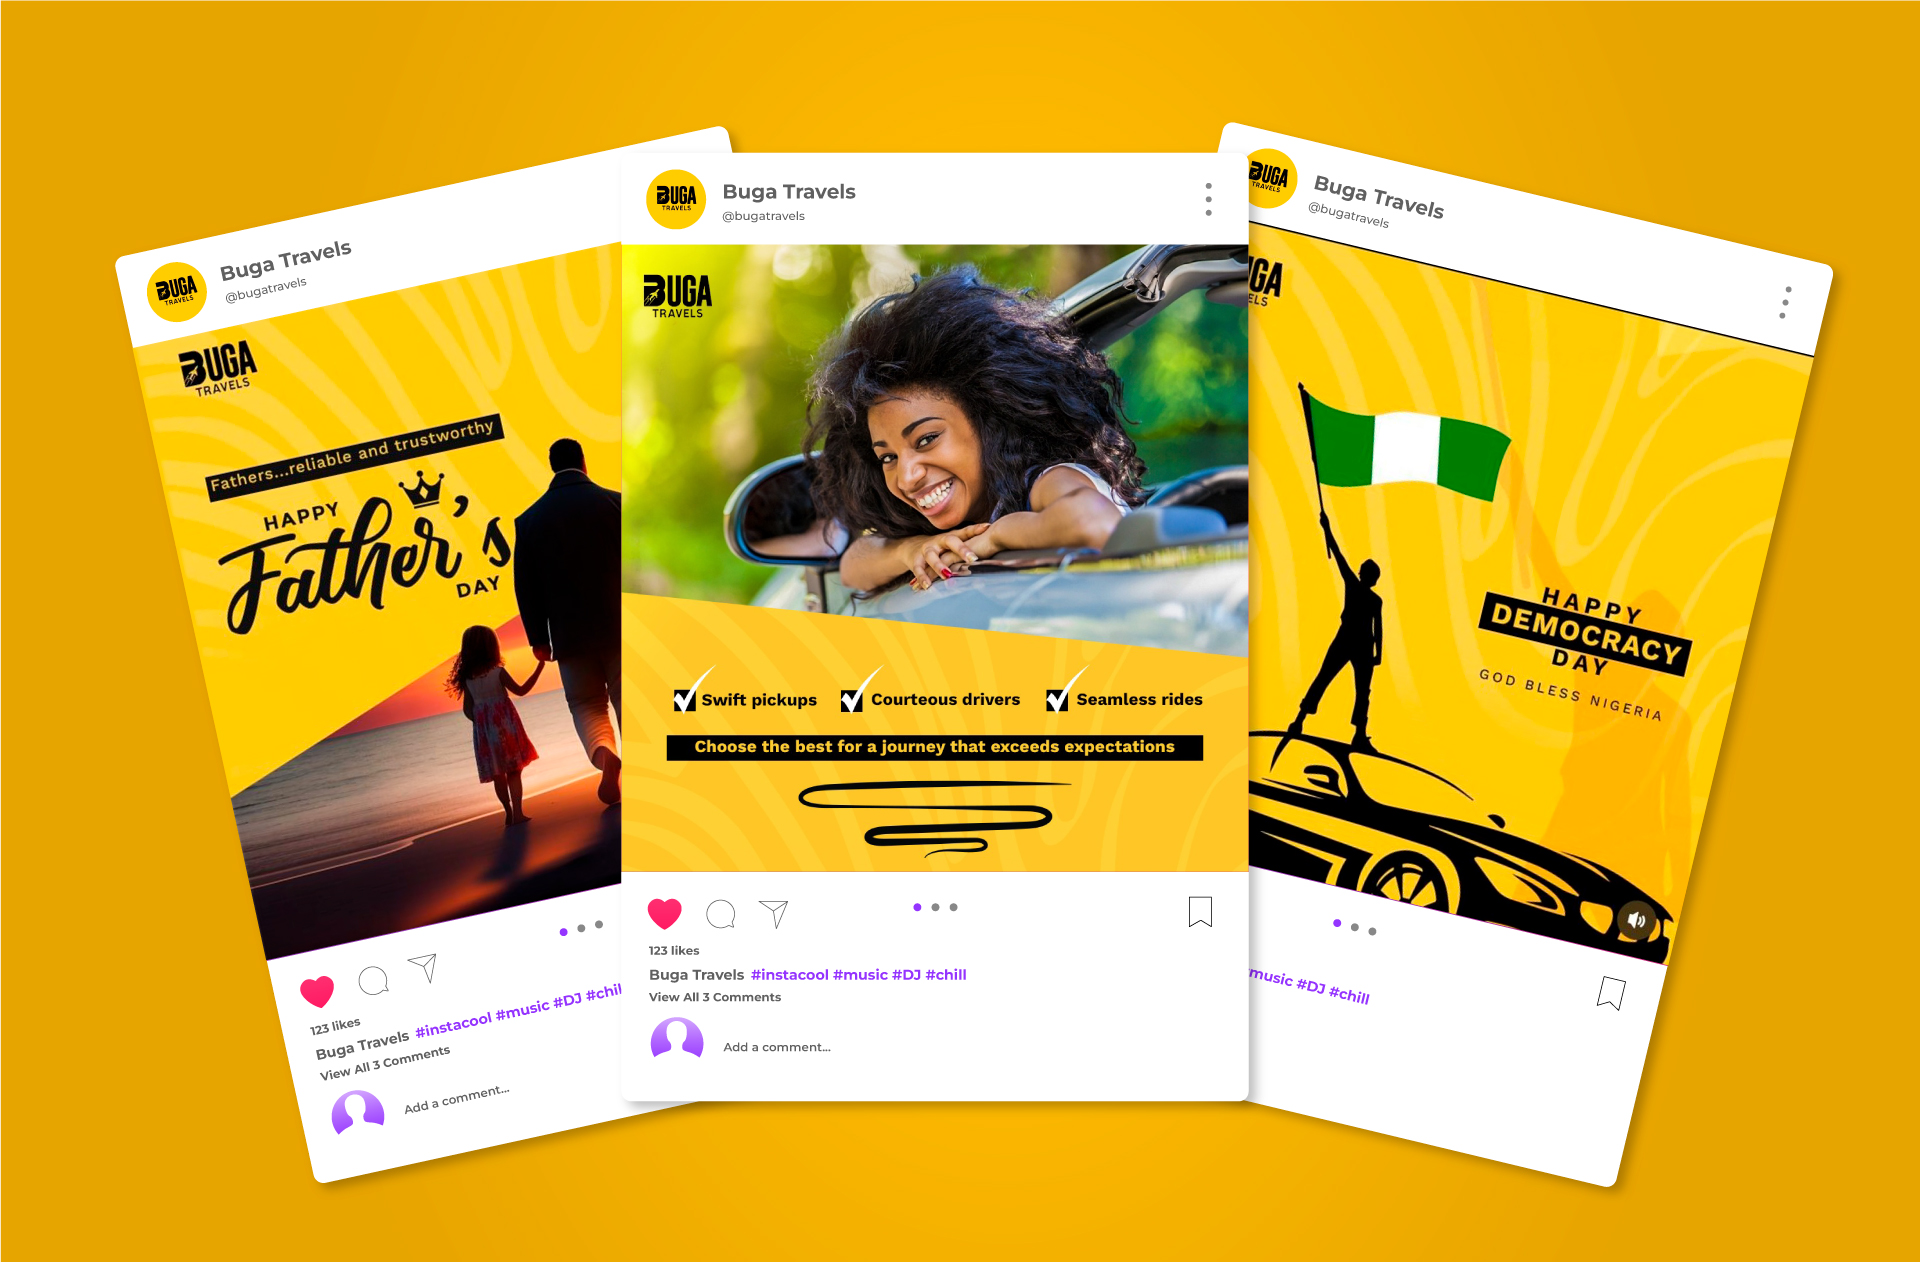 Buga Travels
@bugatravels
BUGA
TRAVELS
BUGA
TRAVELS
Fathers...reliable and trustworthy
HAPPY
Father's
DAY
123 likes
Buga Travels #instacool #music #DJ #chil
View All 3 Comments
Add a comment...
BUGA
TRAVELS
Buga Travels
@bugatravels
BUGA
TRAVELS
Swift pickups
Courteous drivers
Seamless rides
Choose the best for a journey that exceeds expectations
123 likes
Buga Travels #instacool #music #DJ #chill
View All 3 Comments
Add a comment...
BUGA
TRAVELS
Buga Travels
@bugatravels
GA
ELS
HAPPY
DEMOCRACY
DAY
GOD BLESS NIGERIA
music #DJ #chill